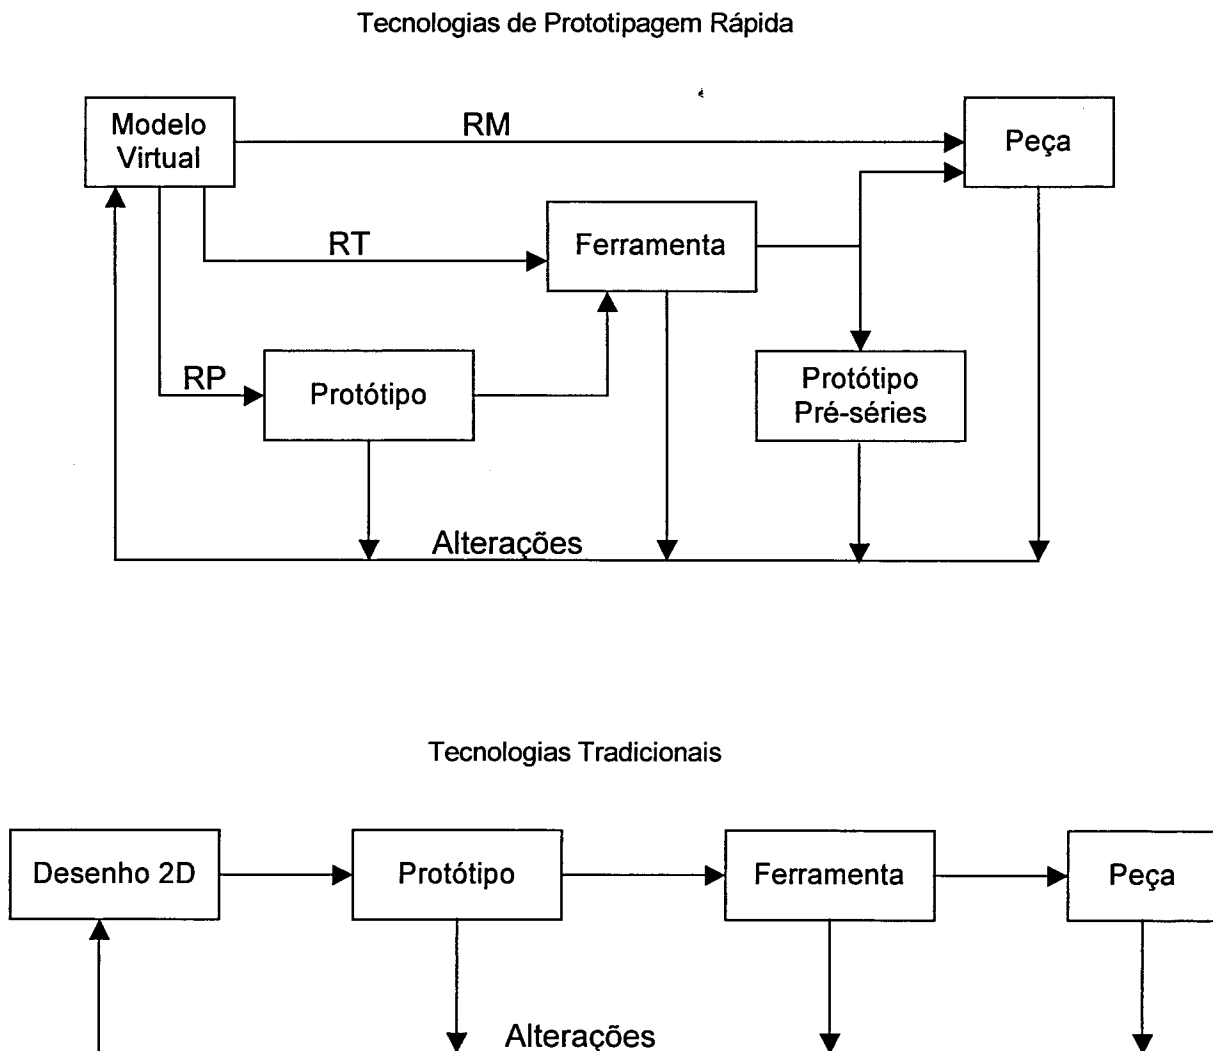 Tecnologias de Prototipagem Rápida
Modelo
Virtual
RM
Peça
RT
Ferramenta
RP
Protótipo
Protótipo
Pré-séries
Alterações
Tecnologias Tradicionais
Desenho 2D
Protótipo
Ferramenta
Peça
Alterações